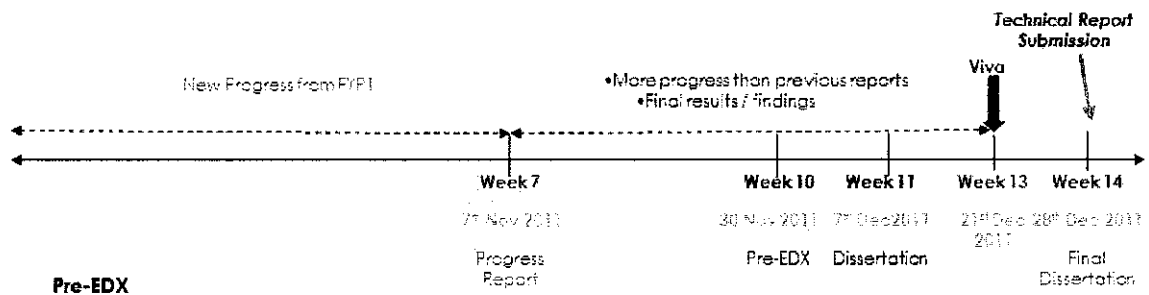 Technical Report
Submission
Viva
New Progress from FYP1
•More progress than previous reports
•Final results / findings
Week 7
Week 10
Week 11
Week 13
Week 14
7th Nov 2011
30 Nov 2011
7th Dec 2011
21st Dec
2011
28th Dec 2011
Progress
Report
Pre-EDX
Dissertation
Final
Dissertation
Pre-EDX